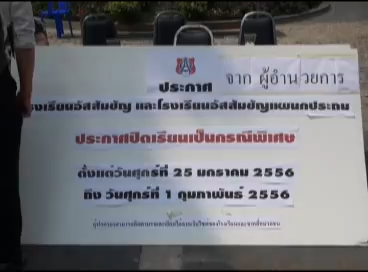 ประกาศ จาก ผู้อำนวยการ
โรงเรียนอัสสัมชัญ และโรงเรียนอัสสัมชัญแผนกประถม
ประกาศปิดเรียนเป็นกรณีพิเศษ
ตั้งแต่วันศุกร์ที่ 25 มกราคม 2556
ถึง วันศุกร์ที่ 1 กุมภาพันธ์ 2556